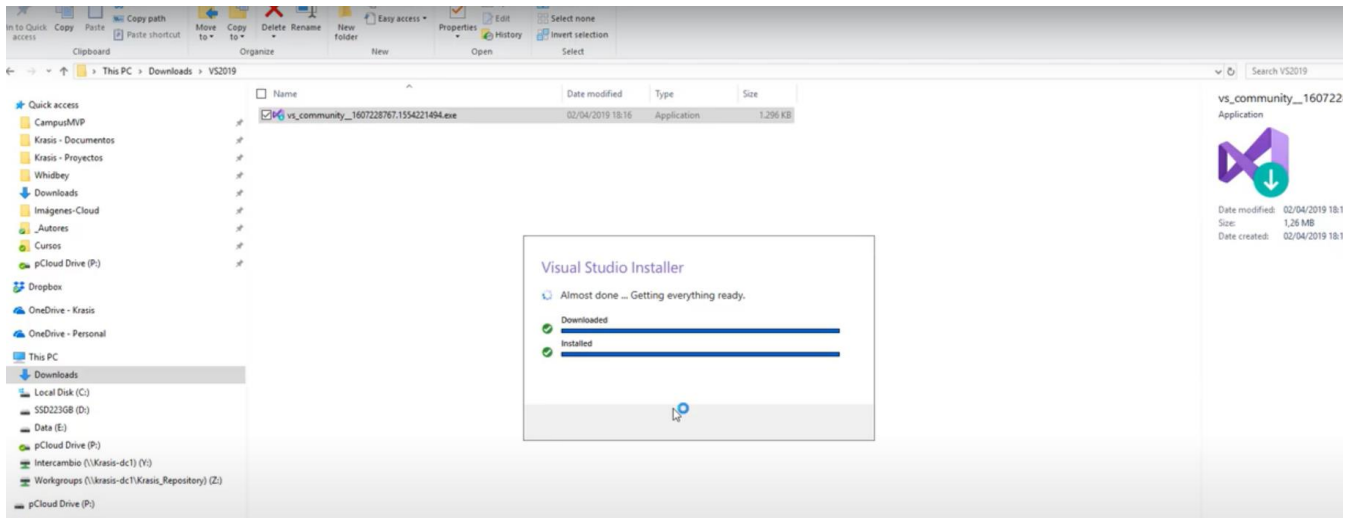 Copy path
Easy access
Edit
Select none
in to Quick Copy Paste Paste shortcut Move Copy Delete Rename New Properties History Invert selection
access to to folder
Clipboard Organize New Open Select
This PC > Downloads > VS2019 Search VS2019
Name Date modified Type Size
vs_community__1607228767.1554221494.exe 02/04/2019 18:16 Application 1.296 KB
Quick access
CampusMVP
Krasis - Documentos
Krasis - Proyectos
Whidbey
Downloads
Imágenes-Cloud
_Autores
Cursos
pCloud Drive (P:)
Dropbox
OneDrive - Krasis
OneDrive - Personal
This PC
Downloads
Local Disk (C:)
SSD223GB (D:)
Data (E:)
pCloud Drive (P:)
Intercambio (\\Krasis-dc1) (Y:)
Workgroups (\\krasis-dc1\Krasis_Repository) (Z:)
pCloud Drive (P:)
Visual Studio Installer
Almost done ... Getting everything ready.
Downloaded
Installed
vs_community__160722
Application
Date modified: 02/04/2019 18:1
Size: 1,26 MB
Date created: 02/04/2019 18:1